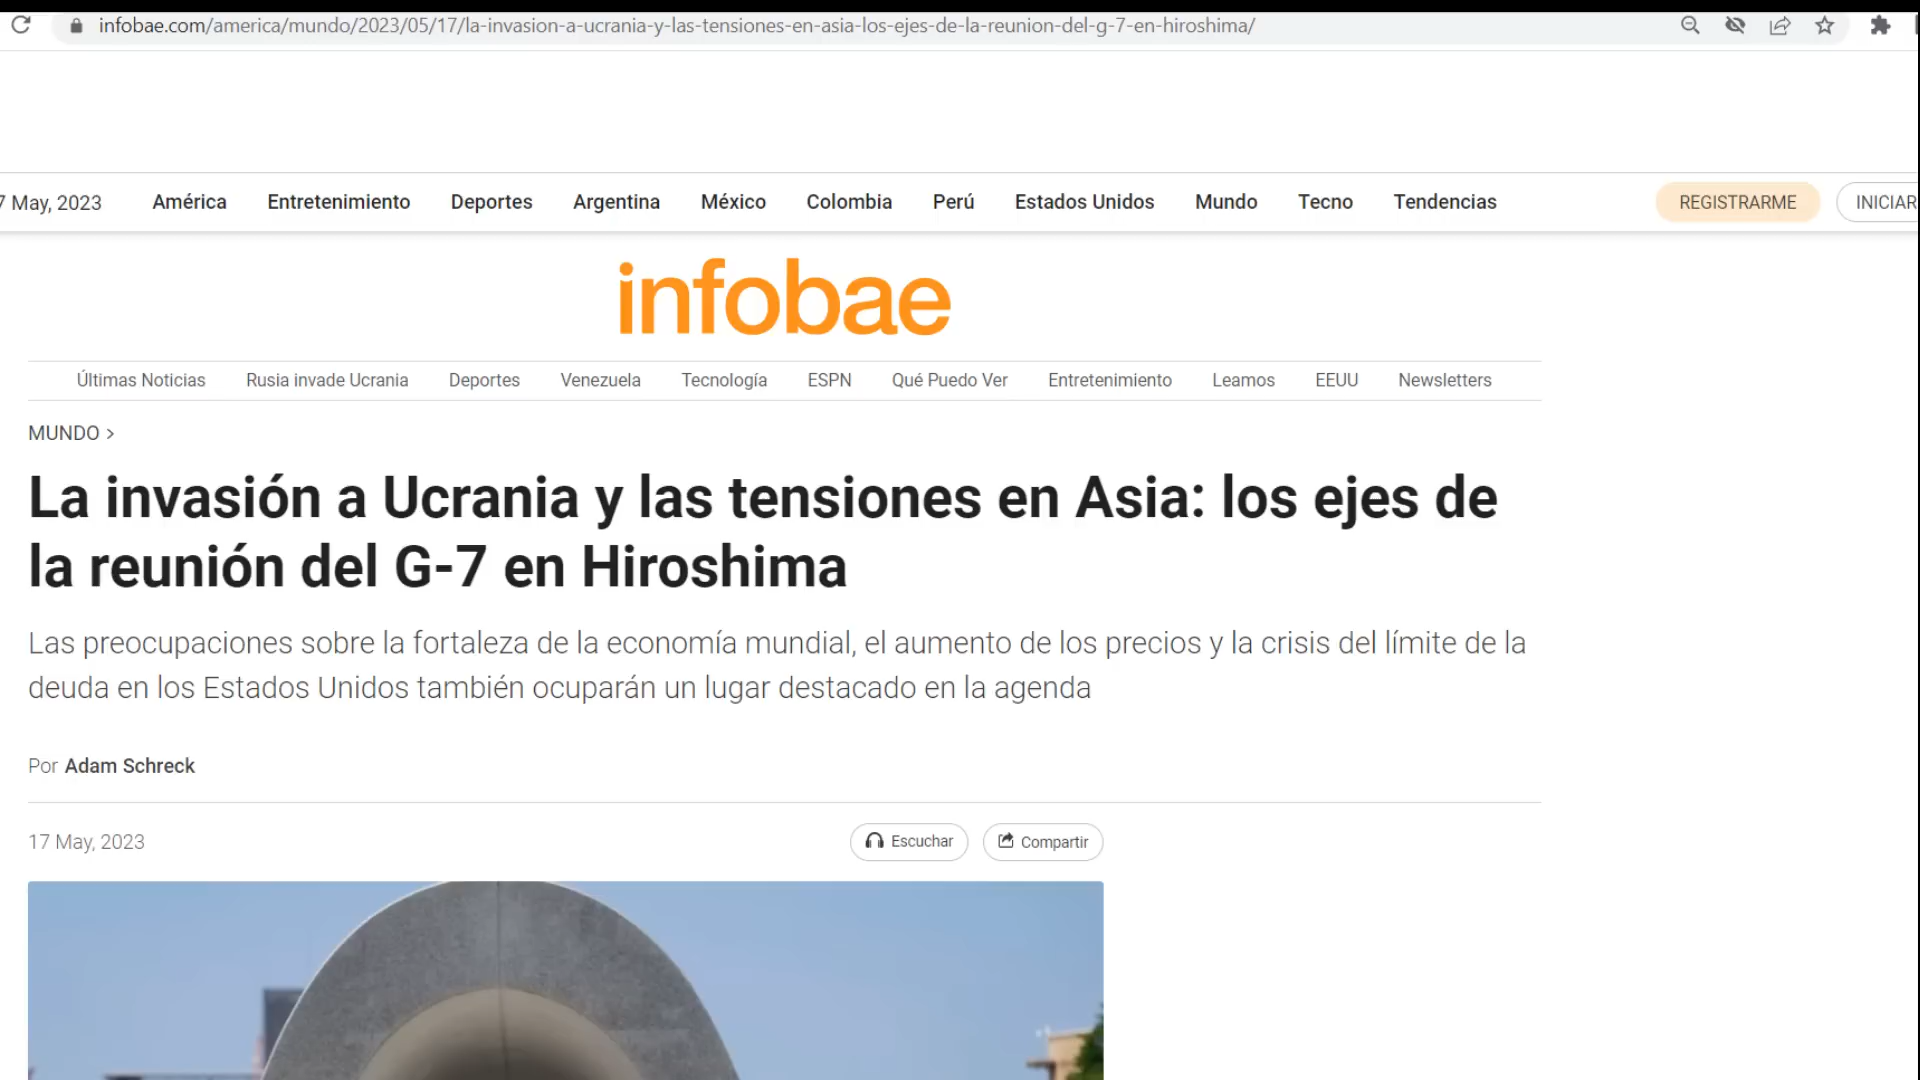 infobae.com/america/mundo/2023/05/17/la-invasion-a-ucrania-y-las-tensiones-en-asia-los-ejes-de-la-reunion-del-g-7-en-hiroshima/
7 May, 2023 América Entretenimiento Deportes Argentina México Colombia Perú Estados Unidos Mundo Tecno Tendencias REGISTRARME INICIAR
infobae
Últimas Noticias Rusia invade Ucrania Deportes Venezuela Tecnología ESPN Qué Puedo Ver Entretenimiento Leamos EEUU Newsletters
MUNDO >
La invasión a Ucrania y las tensiones en Asia: los ejes de
la reunión del G-7 en Hiroshima
Las preocupaciones sobre la fortaleza de la economía mundial, el aumento de los precios y la crisis del límite de la
deuda en los Estados Unidos también ocuparán un lugar destacado en la agenda
Por Adam Schreck
17 May, 2023 Escuchar Compartir